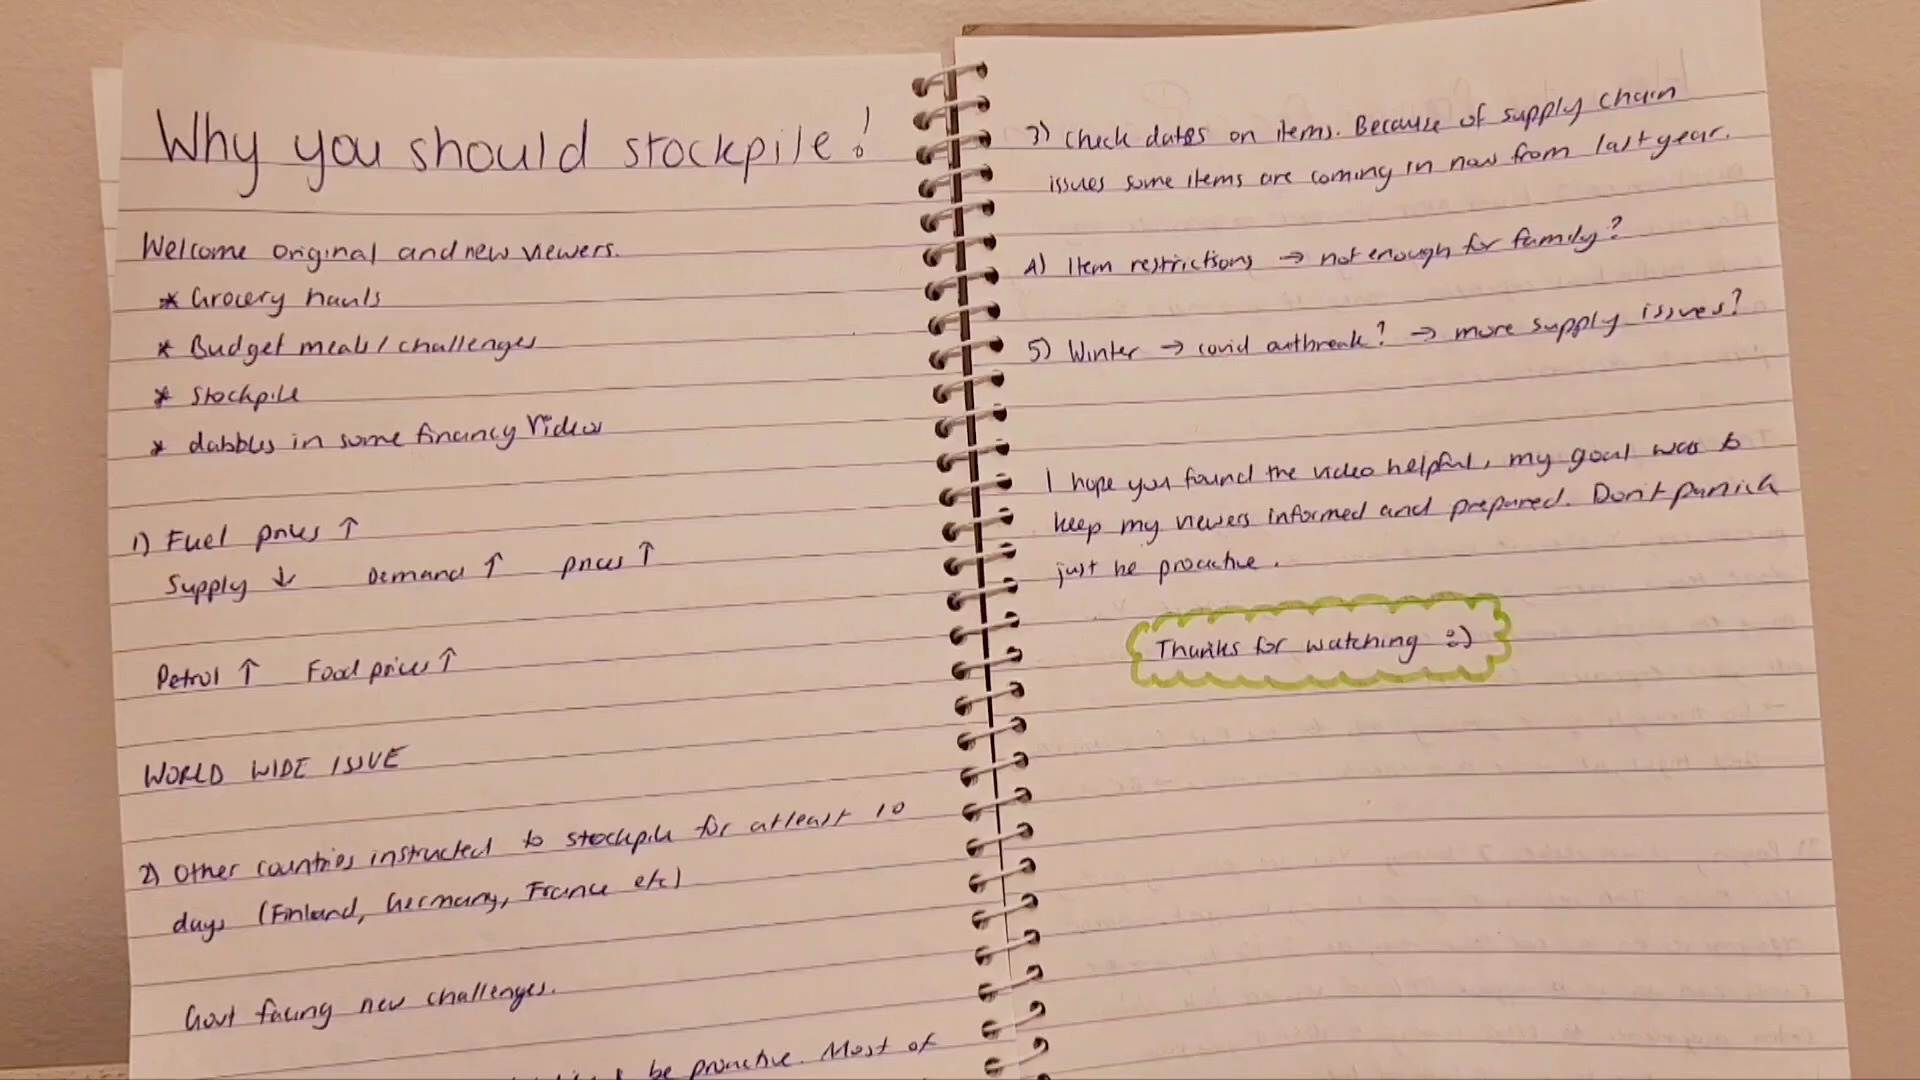 Why you should stockpile!
Welcome original and new viewers.
* Grocery hauls
* Budget meals/challenges
* Stockpile
* dabbles in some financy Videos
1) Fuel prices ↑
Supply ↓ Demand ↑ prices ↑
Petrol ↑ Food prices ↑
WORLD WIDE ISSUE
2) Other countries instructed to stockpile for atleast 10
days (Finland, Germany, France etc)
Govt facing new challenges.
be proactive. Most of
3) Check dates on items. Because of supply chain
issues some items are coming in now from last year.
4) Item restrictions → not enough for family?
5) Winter → covid outbreak? → more supply issues?
I hope you found the video helpful, my goal was to
keep my viewers informed and prepared. Don't panick
just be proactive.
Thanks for watching :)